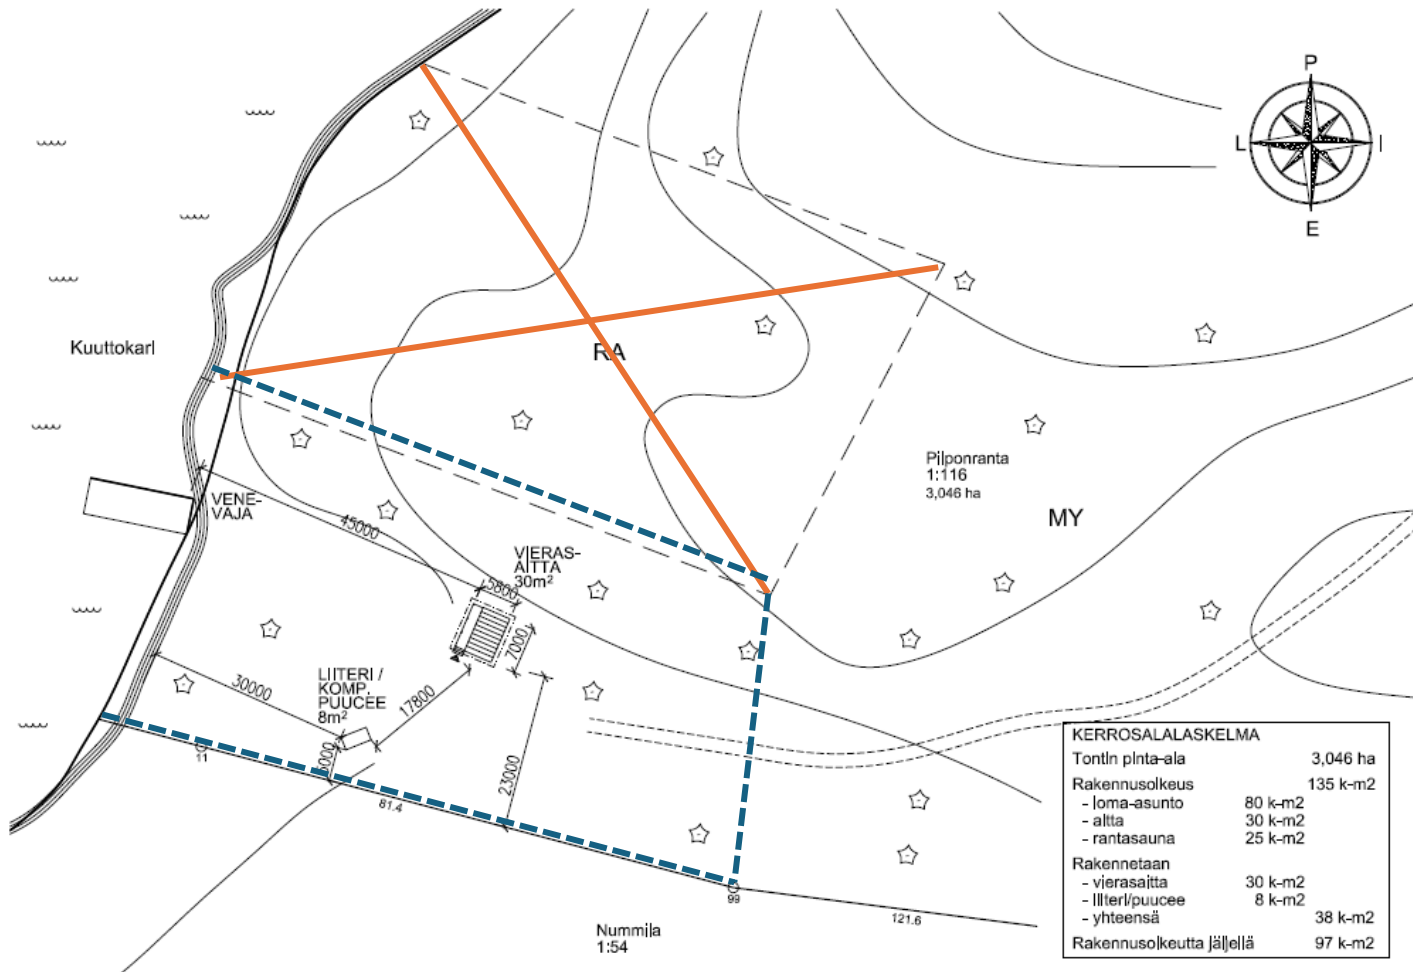 P
L
I
E
Kuuttokari
RA
Pilponranta
1:116
3,046 ha
MY
VENE-
VAJA
45000
VIERAS-
AITTA
30m²
5800
7000
LIITERI /
KOMP.
PUUCEE
8m²
30000
17800
5000
23000
11
81.4
99
121.6
Nummila
1:54
KERROSALALASKELMA
Tontin pinta-ala 3,046 ha
Rakennusoikeus 135 k-m2
- loma-asunto 80 k-m2
- aitta 30 k-m2
- rantasauna 25 k-m2
Rakennetaan
- vierasaitta 30 k-m2
- liiteri/puucee 8 k-m2
- yhteensä 38 k-m2
Rakennusoikeutta jäljellä 97 k-m2